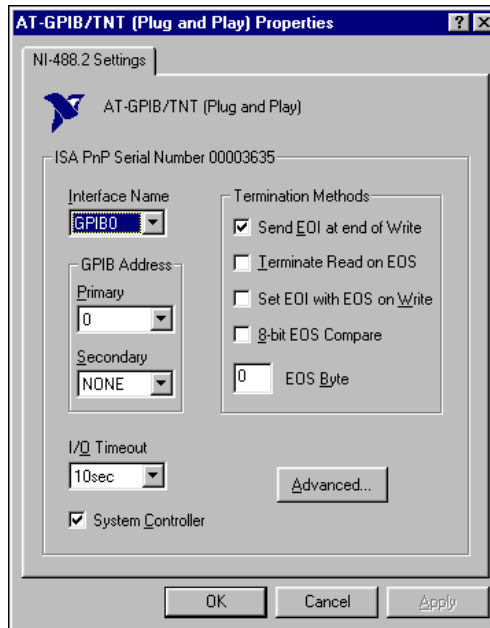 AT-GPIB/TNT (Plug and Play) Properties
NI-488.2 Settings
AT-GPIB/TNT (Plug and Play)
ISA PnP Serial Number 00003635
Interface Name
GPIB0
GPIB Address
Primary
0
Secondary
NONE
Termination Methods
Send EOI at end of Write
Terminate Read on EOS
Set EOI with EOS on Write
8-bit EOS Compare
0 EOS Byte
I/O Timeout
10sec
System Controller
Advanced...
OK Cancel Apply